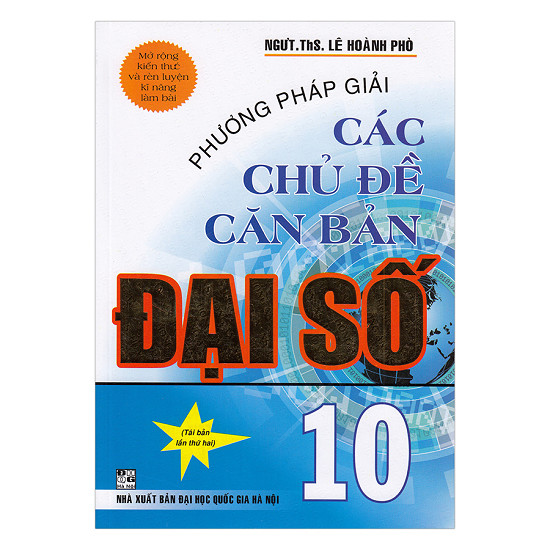 NGƯT.ThS. LÊ HOÀNH PHÒ
Mở rộng
kiến thức
và rèn luyện
kĩ năng
làm bài
PHƯƠNG PHÁP GIẢI
CÁC
CHỦ ĐỀ
CĂN BẢN
ĐẠI SỐ
10
(Tái bản
lần thứ hai)
Hà Nội
NHÀ XUẤT BẢN ĐẠI HỌC QUỐC GIA HÀ NỘI